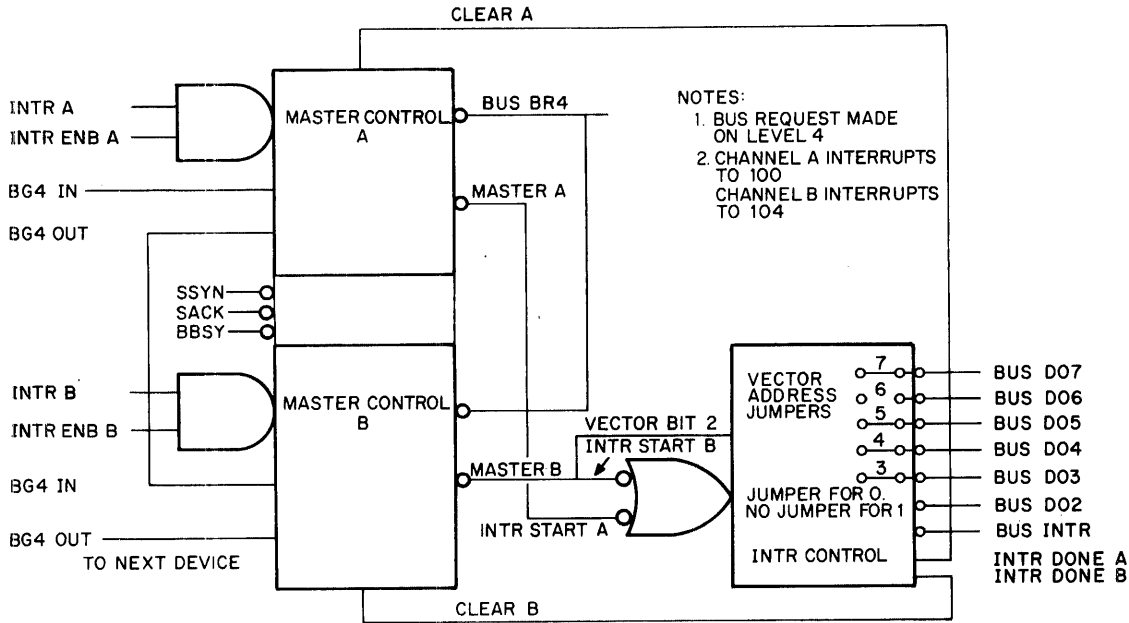 CLEAR A
INTR A
INTR ENB A
BG4 IN
BG4 OUT
MASTER CONTROL
A
BUS BR4
MASTER A
NOTES:
1. BUS REQUEST MADE
ON LEVEL 4
2. CHANNEL A INTERRUPTS
TO 100
CHANNEL B INTERRUPTS
TO 104
SSYN
SACK
BBSY
INTR B
INTR ENB B
BG4 IN
BG4 OUT
TO NEXT DEVICE
MASTER CONTROL
B
MASTER B
VECTOR BIT 2
INTR START B
INTR START A
VECTOR
ADDRESS
JUMPERS
7
6
5
4
3
JUMPER FOR 0.
NO JUMPER FOR 1
INTR CONTROL
BUS D07
BUS D06
BUS D05
BUS D04
BUS D03
BUS D02
BUS INTR
INTR DONE A
INTR DONE B
CLEAR B